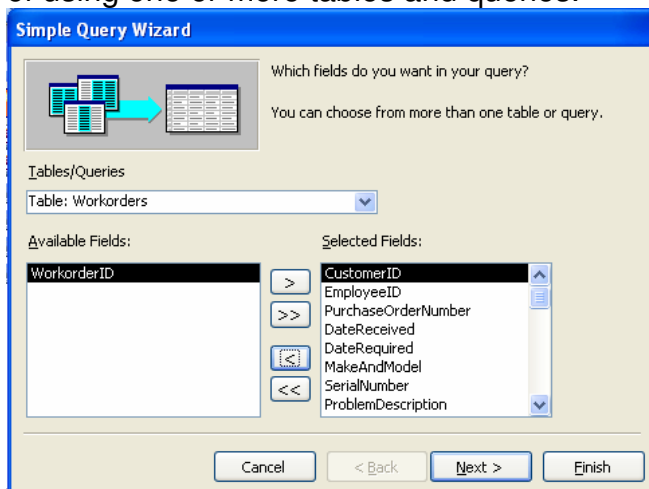 of using one or more tables and queries.
Simple Query Wizard
Which fields do you want in your query?
You can choose from more than one table or query.
Tables/Queries
Table: Workorders
Available Fields:
Selected Fields:
WorkorderID
>
>>
<
<<
CustomerID
EmployeeID
PurchaseOrderNumber
DateReceived
DateRequired
MakeAndModel
SerialNumber
ProblemDescription
Cancel
< Back
Next >
Finish